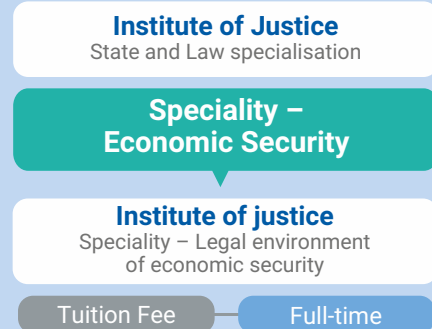 Institute of Justice
State and Law specialisation
Speciality –
Economic Security
Institute of justice
Speciality – Legal environment
of economic security
Tuition Fee
Full-time